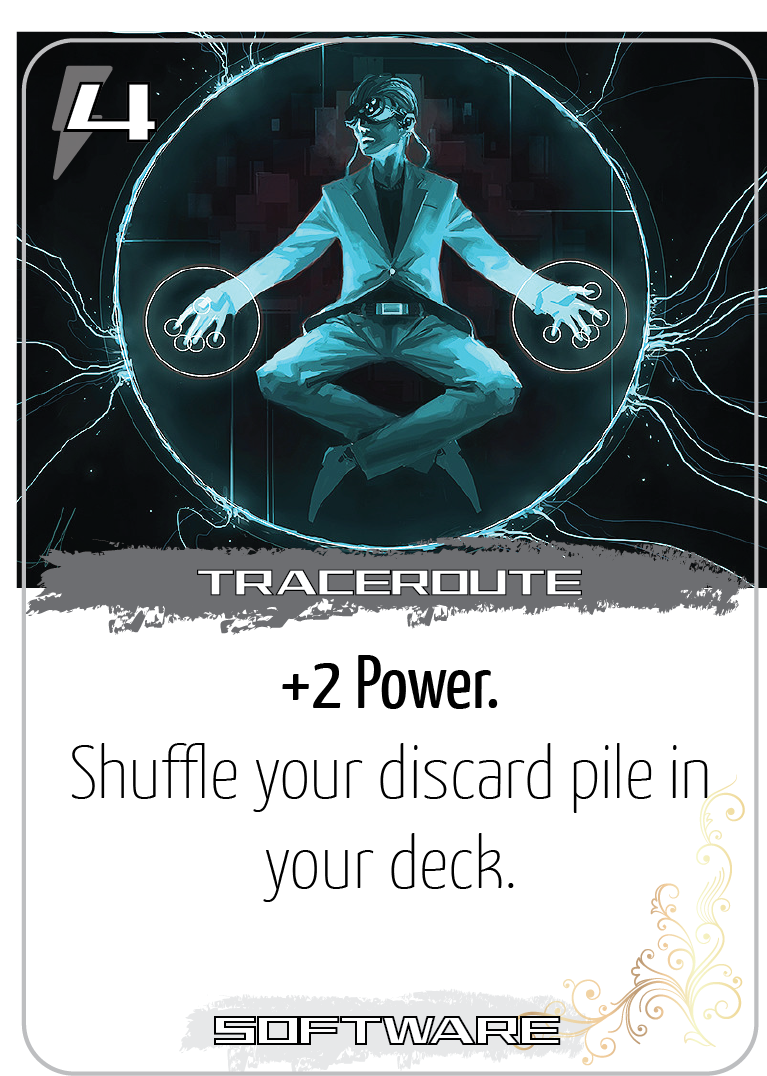 4
TRACEROUTE
+2 Power.
Shuffle your discard pile in
your deck.
SOFTWARE